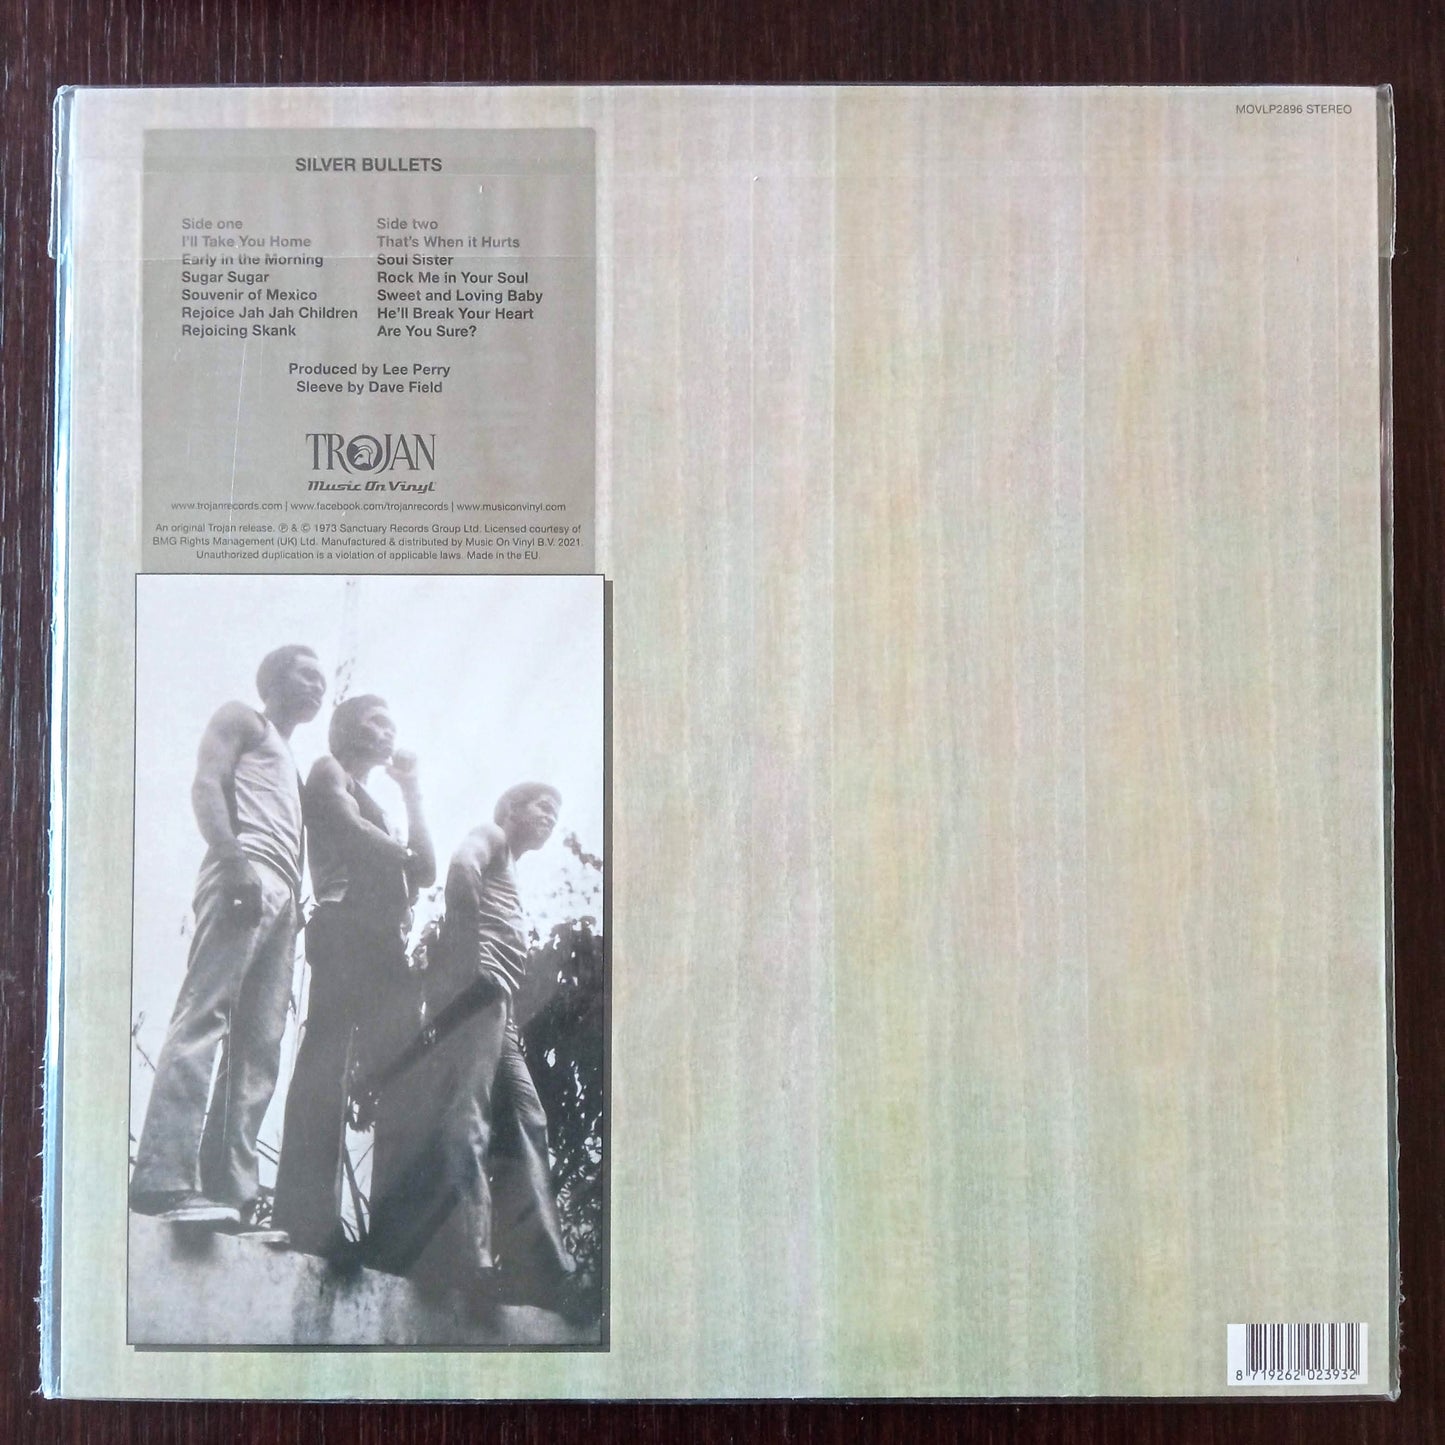 MOVLP2896 STEREO
SILVER BULLETS
Side one
I'll Take You Home
Early in the Morning
Sugar Sugar
Souvenir of Mexico
Rejoice Jah Jah Children
Rejoicing Skank
Side two
That's When it Hurts
Soul Sister
Rock Me in Your Soul
Sweet and Loving Baby
He'll Break Your Heart
Are You Sure?
Produced by Lee Perry
Sleeve by Dave Field
TROJAN
Music On Vinyl
www.trojanrecords.com | www.facebook.com/trojanrecords | www.musiconvinyl.com
An original Trojan release. ℗ & © 1973 Sanctuary Records Group Ltd. Licensed courtesy of
BMG Rights Management (UK) Ltd. Manufactured & distributed by Music On Vinyl B.V. 2021.
Unauthorized duplication is a violation of applicable laws. Made in the EU.
8 719262 023932